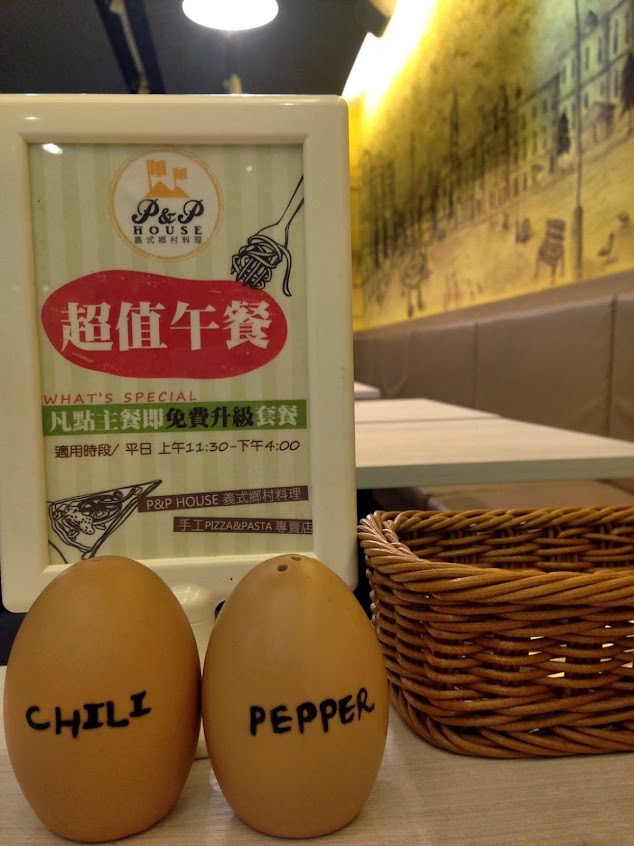 P&P
HOUSE
義式鄉村料理
超值午餐
WHAT'S SPECIAL
凡點主餐即免費升級套餐
適用時段/ 平日 上午11:30-下午4:00
P&P HOUSE 義式鄉村料理
手工PIZZA&PASTA 專賣店
CHILI
PEPPER